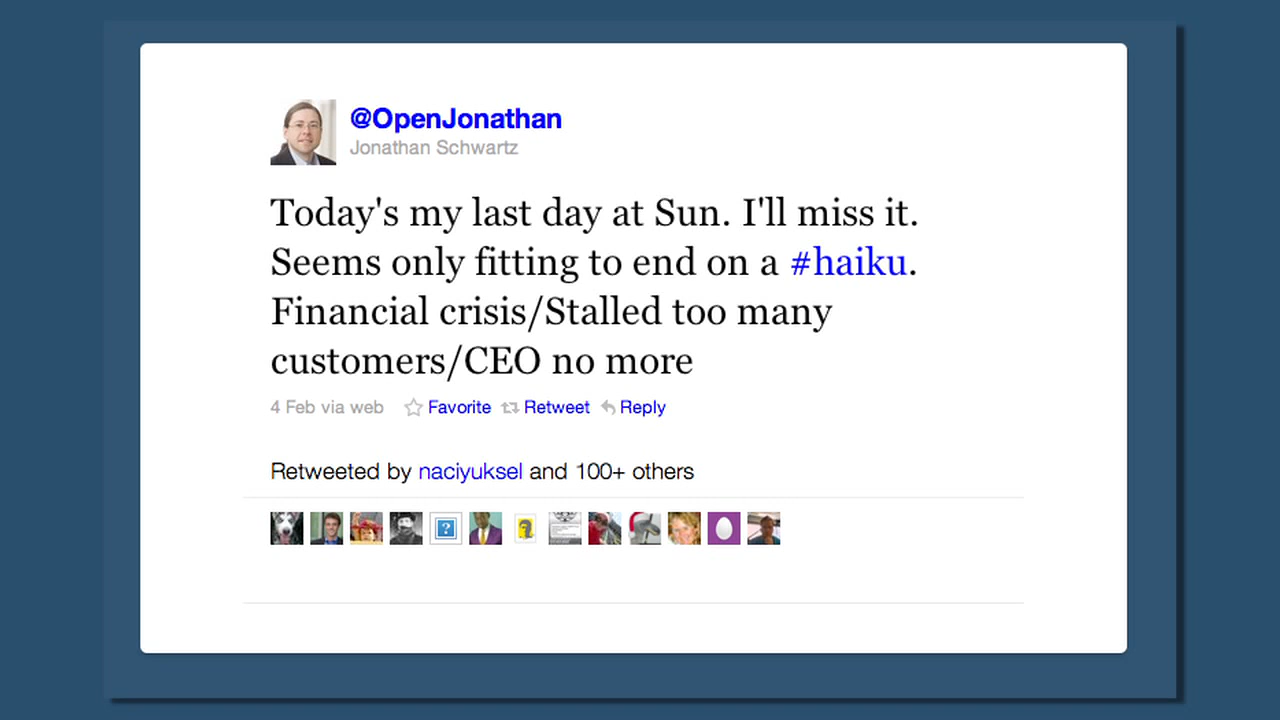 @OpenJonathan
Jonathan Schwartz
Today's my last day at Sun. I'll miss it.
Seems only fitting to end on a #haiku.
Financial crisis/Stalled too many
customers/CEO no more
4 Feb via web Favorite Retweet Reply
Retweeted by naciyuksel and 100+ others
?